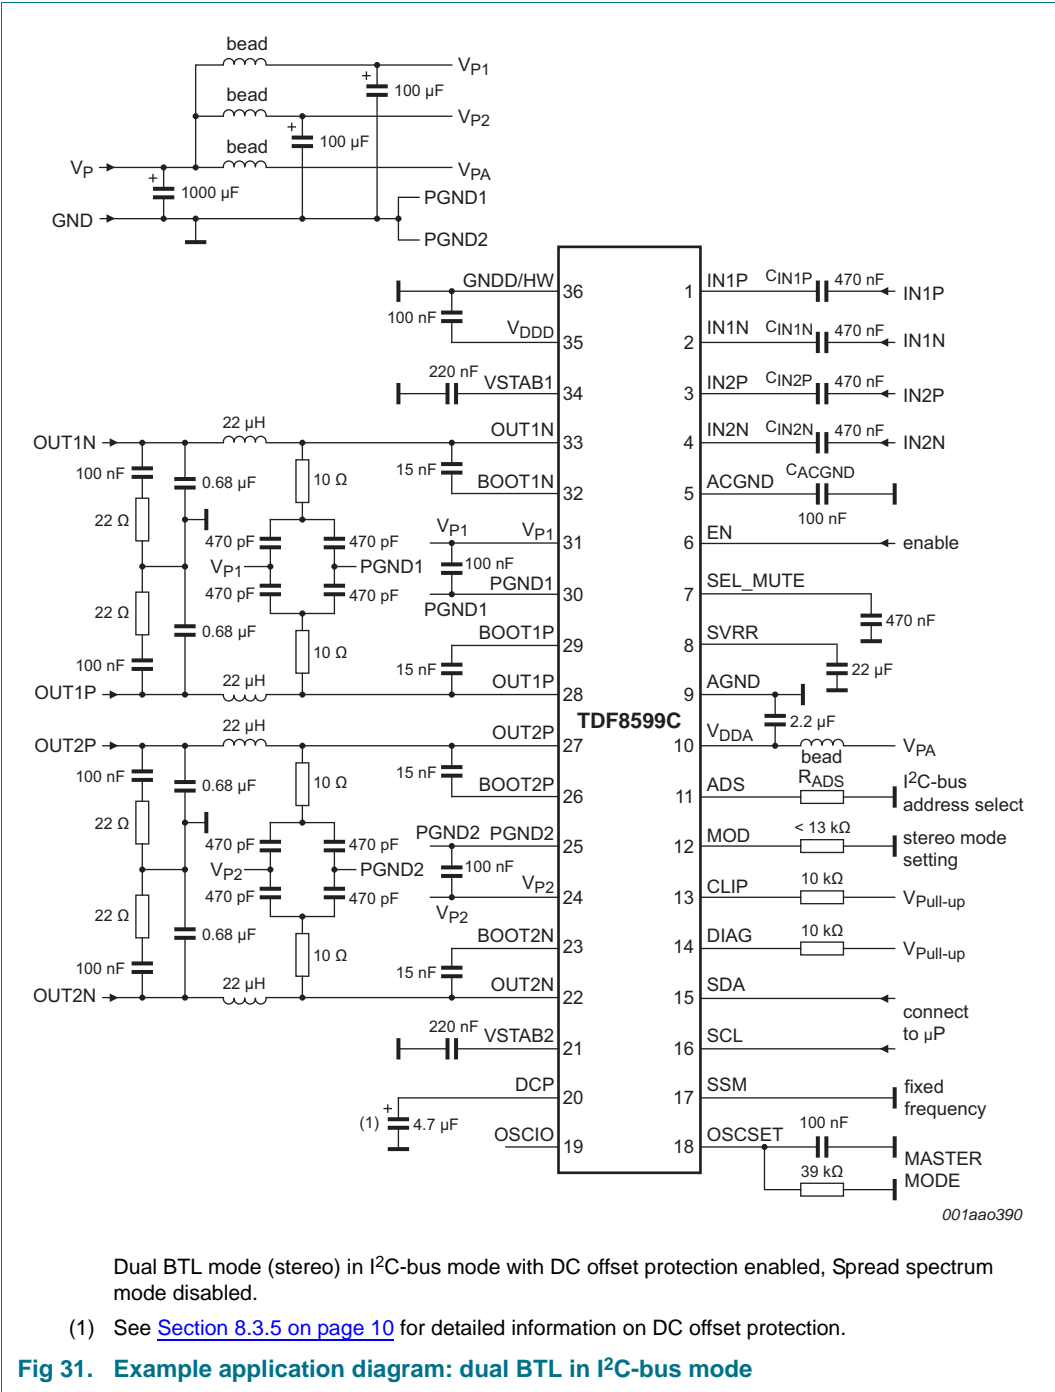 bead
VP1
+
100 µF
bead
VP2
+
100 µF
bead
VP
VPA
+
1000 µF
PGND1
GND
PGND2
GNDD/HW
36
100 nF
VDDD
35
220 nF
VSTAB1
34
22 µH
OUT1N
OUT1N
33
100 nF
0.68 µF
10 Ω
15 nF
BOOT1N
32
22 Ω
470 pF
470 pF
VP1
VP1
31
VP1
PGND1
100 nF
470 pF
470 pF
PGND1
30
22 Ω
PGND1
0.68 µF
10 Ω
BOOT1P
29
100 nF
15 nF
22 µH
OUT1P
OUT1P
28
TDF8599C
22 µH
OUT2P
OUT2P
27
100 nF
0.68 µF
10 Ω
15 nF
BOOT2P
26
22 Ω
470 pF
470 pF
PGND2
PGND2
25
VP2
PGND2
100 nF
470 pF
470 pF
VP2
24
VP2
22 Ω
0.68 µF
10 Ω
BOOT2N
23
100 nF
15 nF
22 µH
OUT2N
OUT2N
22
220 nF
VSTAB2
21
DCP
20
+
(1)
4.7 µF
OSCIO
19
1
IN1P
CIN1P
470 nF
IN1P
2
IN1N
CIN1N
470 nF
IN1N
3
IN2P
CIN2P
470 nF
IN2P
4
IN2N
CIN2N
470 nF
IN2N
5
ACGND
CACGND
100 nF
6
EN
enable
7
SEL_MUTE
470 nF
8
SVRR
22 µF
9
AGND
2.2 µF
10
VDDA
bead
VPA
11
ADS
RADS
I2C-bus
address select
12
MOD
< 13 kΩ
stereo mode
setting
13
CLIP
10 kΩ
VPull-up
14
DIAG
10 kΩ
VPull-up
15
SDA
connect
to µP
16
SCL
17
SSM
fixed
frequency
18
OSCSET
100 nF
39 kΩ
MASTER
MODE
001aao390
Dual BTL mode (stereo) in I2C-bus mode with DC offset protection enabled, Spread spectrum
mode disabled.
(1) See Section 8.3.5 on page 10 for detailed information on DC offset protection.
Fig 31. Example application diagram: dual BTL in I2C-bus mode